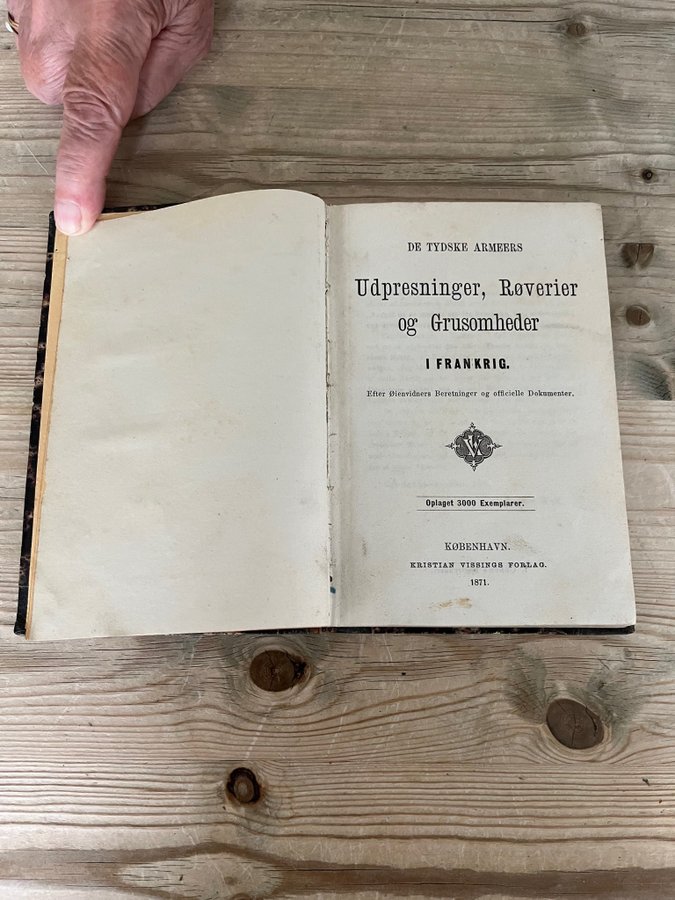 DE TYDSKE ARMEERS
Udpresninger, Røverier
og Grusomheder
I FRANKRIG.
Efter Øienvidners Beretninger og officielle Dokumenter.
KV
Oplaget 3000 Exemplarer.
KØBENHAVN.
KRISTIAN VISSINGS FORLAG.
1871.